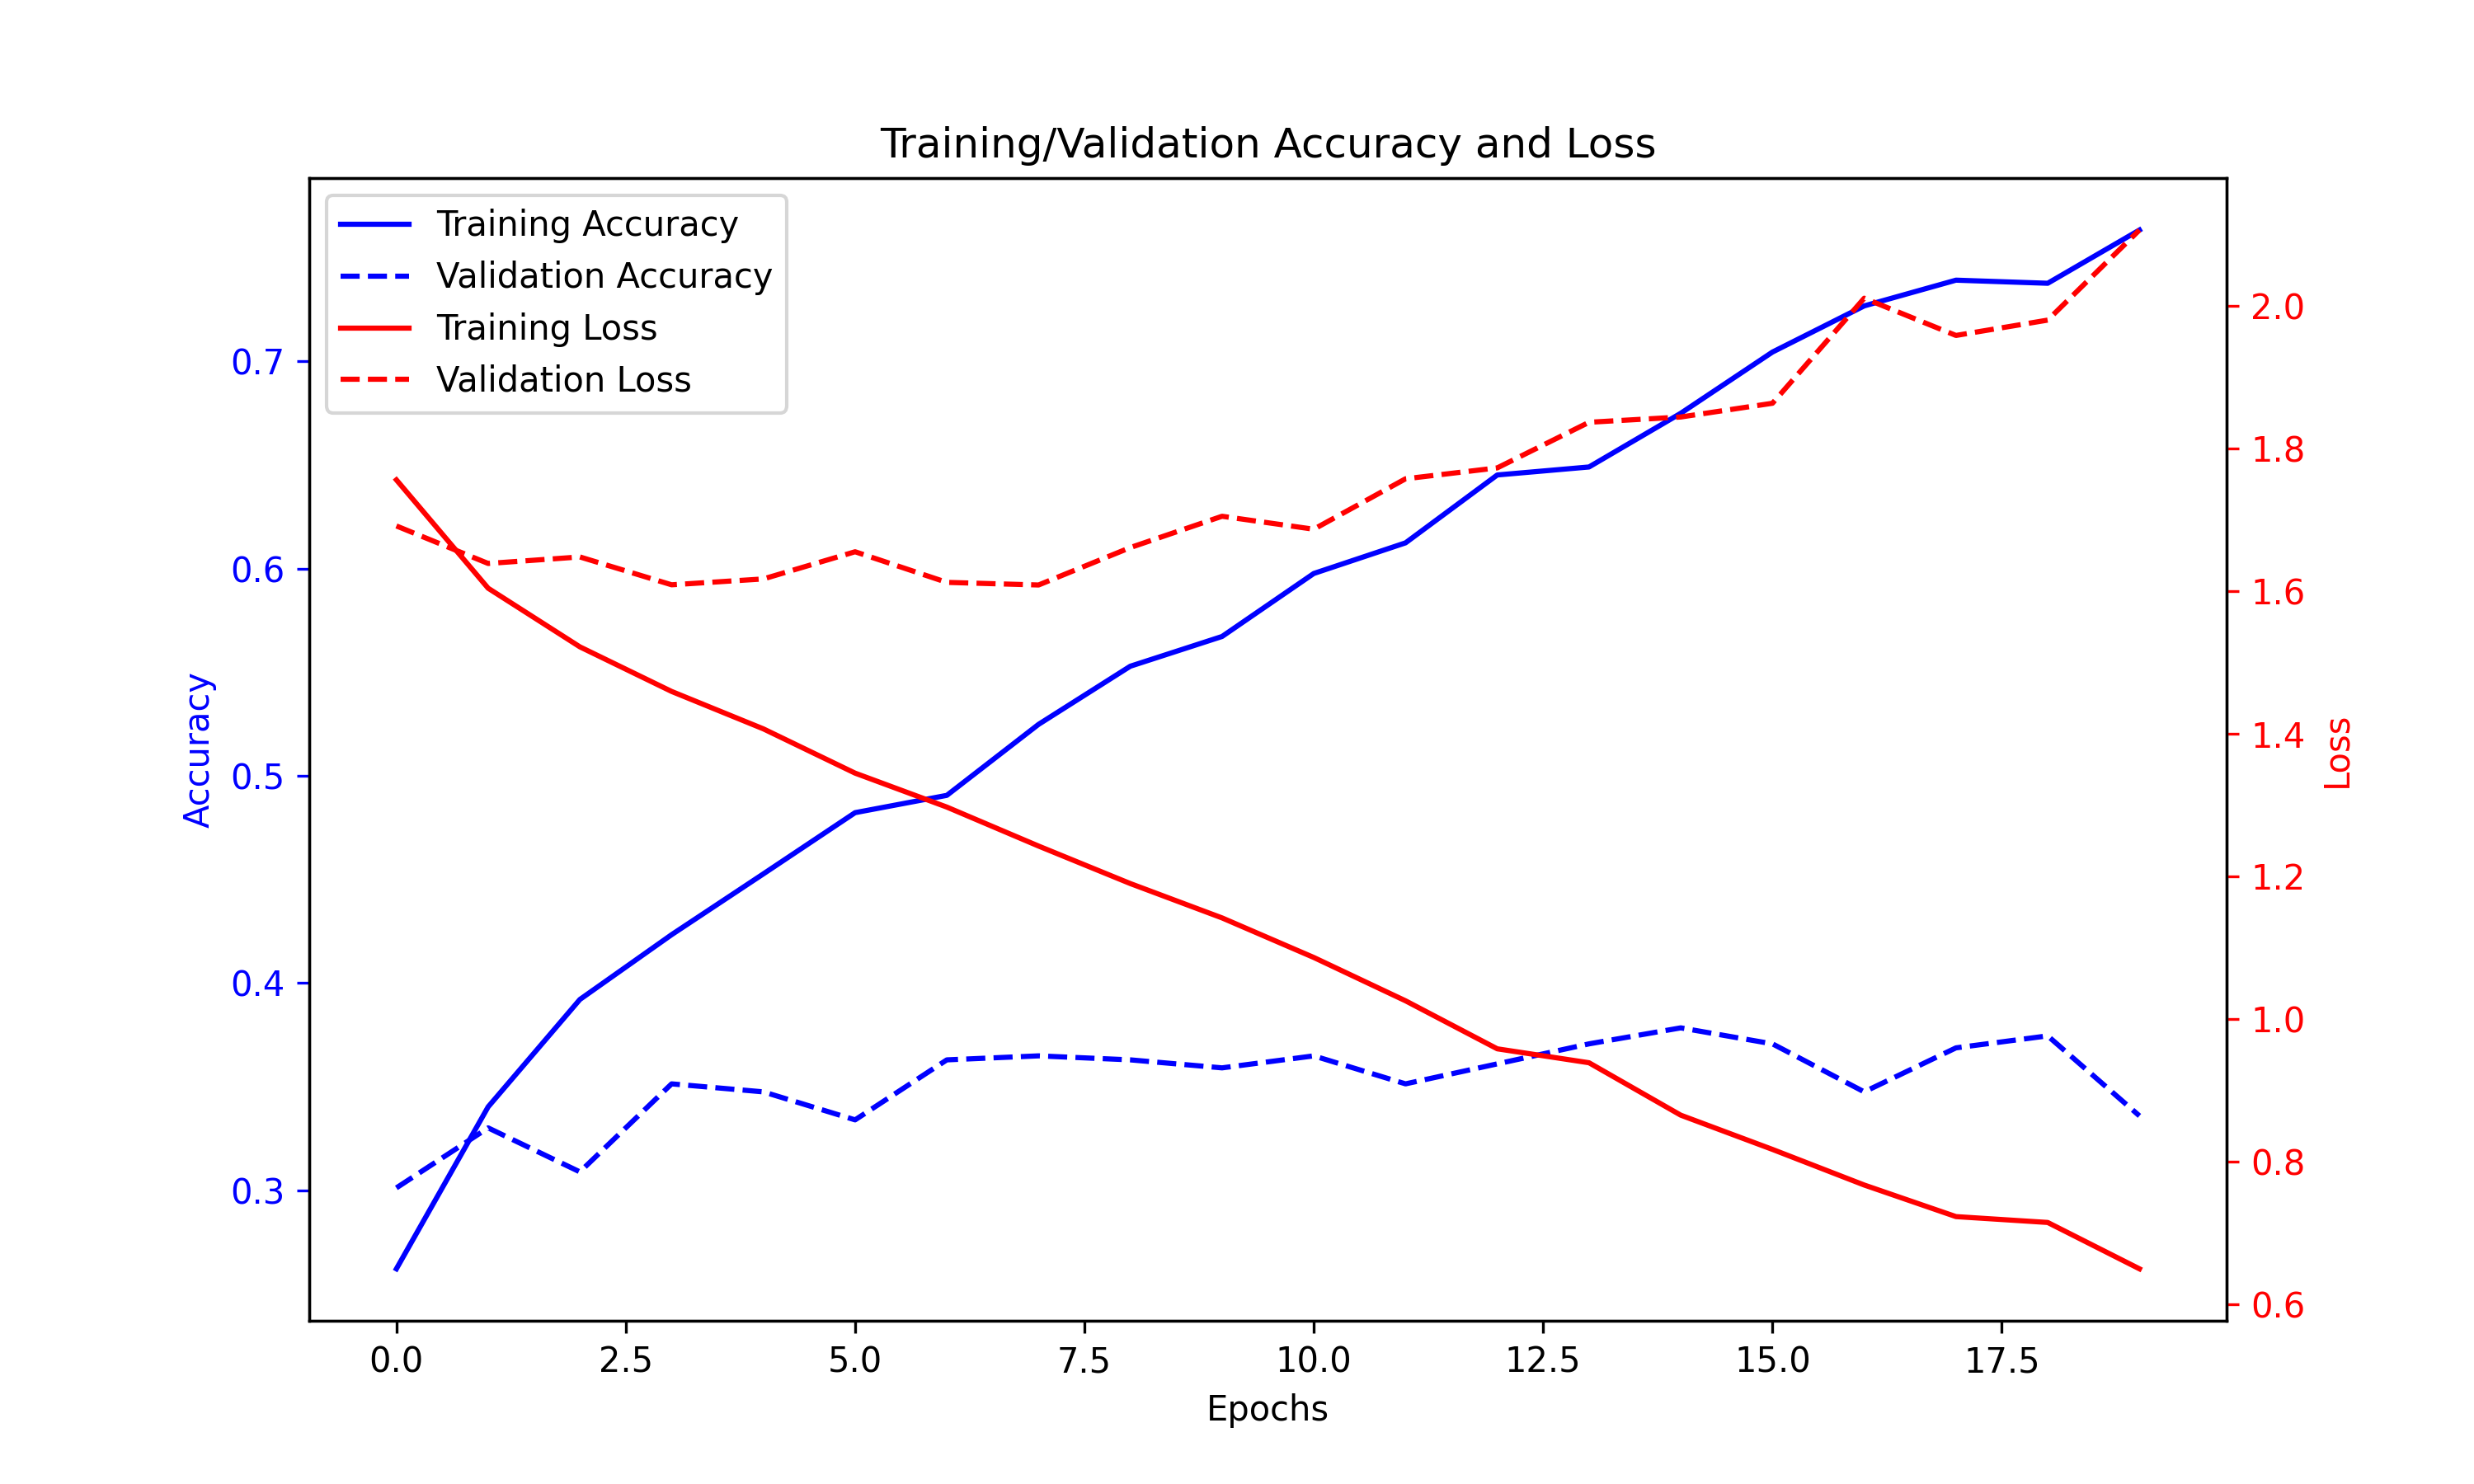 Training/Validation Accuracy and Loss
Training Accuracy
Validation Accuracy
Training Loss
Validation Loss
Accuracy
0.7
0.6
0.5
0.4
0.3
Loss
2.0
1.8
1.6
1.4
1.2
1.0
0.8
0.6
0.0 2.5 5.0 7.5 10.0 12.5 15.0 17.5
Epochs